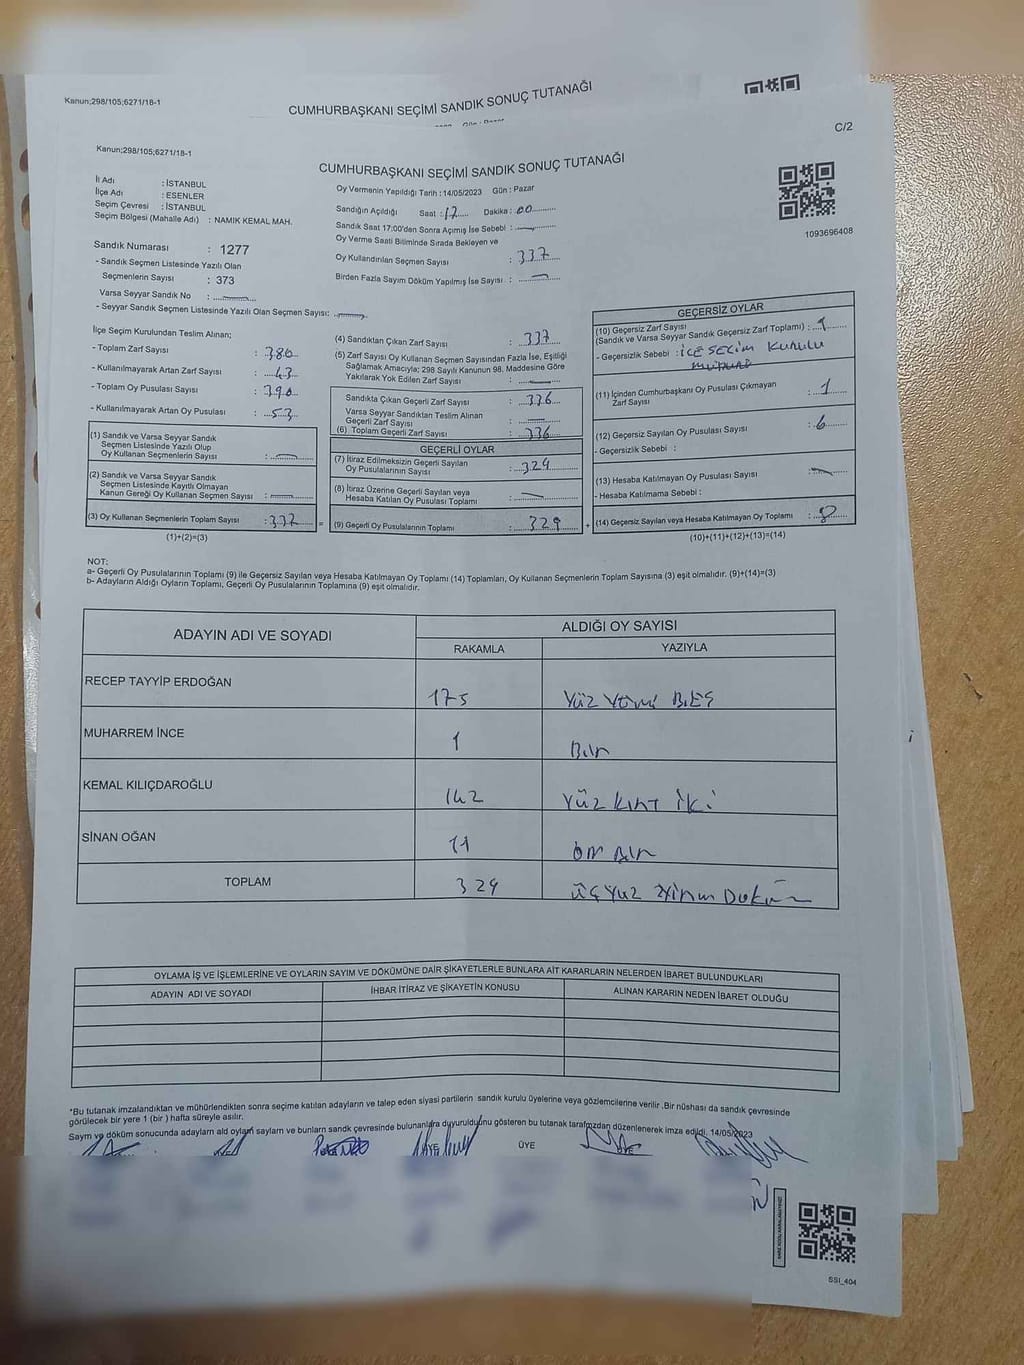 Kanun;298/105;6271/18-1
CUMHURBAŞKANI SEÇİMİ SANDIK SONUÇ TUTANAĞI
C/2
Kanun;298/105;6271/18-1
CUMHURBAŞKANI SEÇİMİ SANDIK SONUÇ TUTANAĞI
İl Adı : İSTANBUL
İlçe Adı : ESENLER
Seçim Çevresi : İSTANBUL
Seçim Bölgesi (Mahalle Adı) : NAMIK KEMAL MAH.
Oy Vermenin Yapıldığı Tarih : 14/05/2023 Gün : Pazar
Sandığın Açıldığı Saat : 17 Dakika : 00
Sandık Saat 17:00'den Sonra Açımış İse Sebebi :
Oy Verme Saati Bitiminde Sırada Bekleyen ve
Oy Kullandırılan Seçmen Sayısı : 337
Birden Fazla Sayım Döküm Yapılmış İse Sayısı :
1093696408
Sandık Numarası : 1277
- Sandık Seçmen Listesinde Yazılı Olan
Seçmenlerin Sayısı : 373
Varsa Seyyar Sandık No :
- Seyyar Sandık Seçmen Listesinde Yazılı Olan Seçmen Sayısı:
İlçe Seçim Kurulundan Teslim Alınan;
- Toplam Zarf Sayısı : 380
- Kullanılmayarak Artan Zarf Sayısı : 43
- Toplam Oy Pusulası Sayısı : 390
- Kullanılmayarak Artan Oy Pusulası : 53
(1) Sandık ve Varsa Seyyar Sandık
Seçmen Listesinde Yazılı Olup
Oy Kullanan Seçmenlerin Sayısı :
(2) Sandık ve Varsa Seyyar Sandık
Seçmen Listesinde Kayıtlı Olmayan
Kanun Gereği Oy Kullanan Seçmen Sayısı :
(3) Oy Kullanan Seçmenlerin Toplam Sayısı : 337 =
(1)+(2)=(3)
(4) Sandıktan Çıkan Zarf Sayısı : 337
(5) Zarf Sayısı Oy Kullanan Seçmen Sayısından Fazla İse, Eşitliği
Sağlamak Amacıyla; 298 Sayılı Kanunun 98. Maddesine Göre
Yakılarak Yok Edilen Zarf Sayısı :
Sandıkta Çıkan Geçerli Zarf Sayısı : 336
Varsa Seyyar Sandıktan Teslim Alınan
Geçerli Zarf Sayısı :
(6) Toplam Geçerli Zarf Sayısı : 336
GEÇERLİ OYLAR
(7) İtiraz Edilmeksizin Geçerli Sayılan
Oy Pusulalarının Sayısı : 329
(8) İtiraz Üzerine Geçerli Sayılan veya
Hesaba Katılan Oy Pusulası Toplamı :
(9) Geçerli Oy Pusulalarının Toplamı : 329 +
GEÇERSİZ OYLAR
(10) Geçersiz Zarf Sayısı
(Sandık ve Varsa Seyyar Sandık Geçersiz Zarf Toplamı) : 1
- Geçersizlik Sebebi : İLÇE SEÇİM KURULU
(11) İçinden Cumhurbaşkanı Oy Pusulası Çıkmayan
Zarf Sayısı : 1
(12) Geçersiz Sayılan Oy Pusulası Sayısı : 6
- Geçersizlik Sebebi :
(13) Hesaba Katılmayan Oy Pusulası Sayısı :
- Hesaba Katılmama Sebebi :
(14) Geçersiz Sayılan veya Hesaba Katılmayan Oy Toplamı : 8
(10)+(11)+(12)+(13)=(14)
NOT:
a- Geçerli Oy Pusulalarının Toplamı (9) ile Geçersiz Sayılan veya Hesaba Katılmayan Oy Toplamı (14) Toplamları, Oy Kullanan Seçmenlerin Toplam Sayısına (3) eşit olmalıdır. (9)+(14)=(3)
b- Adayların Aldığı Oyların Toplamı, Geçerli Oy Pusulalarının Toplamına (9) eşit olmalıdır.
ADAYIN ADI VE SOYADI ALDIĞI OY SAYISI
RAKAMLA YAZIYLA
RECEP TAYYİP ERDOĞAN 175 YÜZ YETMİŞ BEŞ
MUHARREM İNCE 1 BİR
KEMAL KILIÇDAROĞLU 142 YÜZ KIRK İKİ
SİNAN OĞAN 11 ON BİR
TOPLAM 329 ÜÇ YÜZ YİRMİ DOKUZ
OYLAMA İŞ VE İŞLEMLERİNE VE OYLARIN SAYIM VE DÖKÜMÜNE DAİR ŞİKAYETLERLE BUNLARA AİT KARARLARIN NELERDEN İBARET BULUNDUKLARI
ADAYIN ADI VE SOYADI İHBAR İTİRAZ VE ŞİKAYETİN KONUSU ALINAN KARARIN NEDEN İBARET OLDUĞU
*Bu tutanak imzalandıktan ve mühürlendikten sonra seçime katılan adayların ve talep eden siyasi partilerin sandık kurulu üyelerine veya gözlemcilerine verilir .Bir nüshası da sandık çevresinde
görülecek bir yere 1 (bir ) hafta süreyle asılır.
Sayım ve döküm sonucunda adayların aldı oyların sayların ve bunların sandık çevresinde bulunanlara duyurulduğunu gösteren bu tutanak tarafımızdan düzenlenerek imza edildi. 14/05/2023
ÜYE
SSI_404